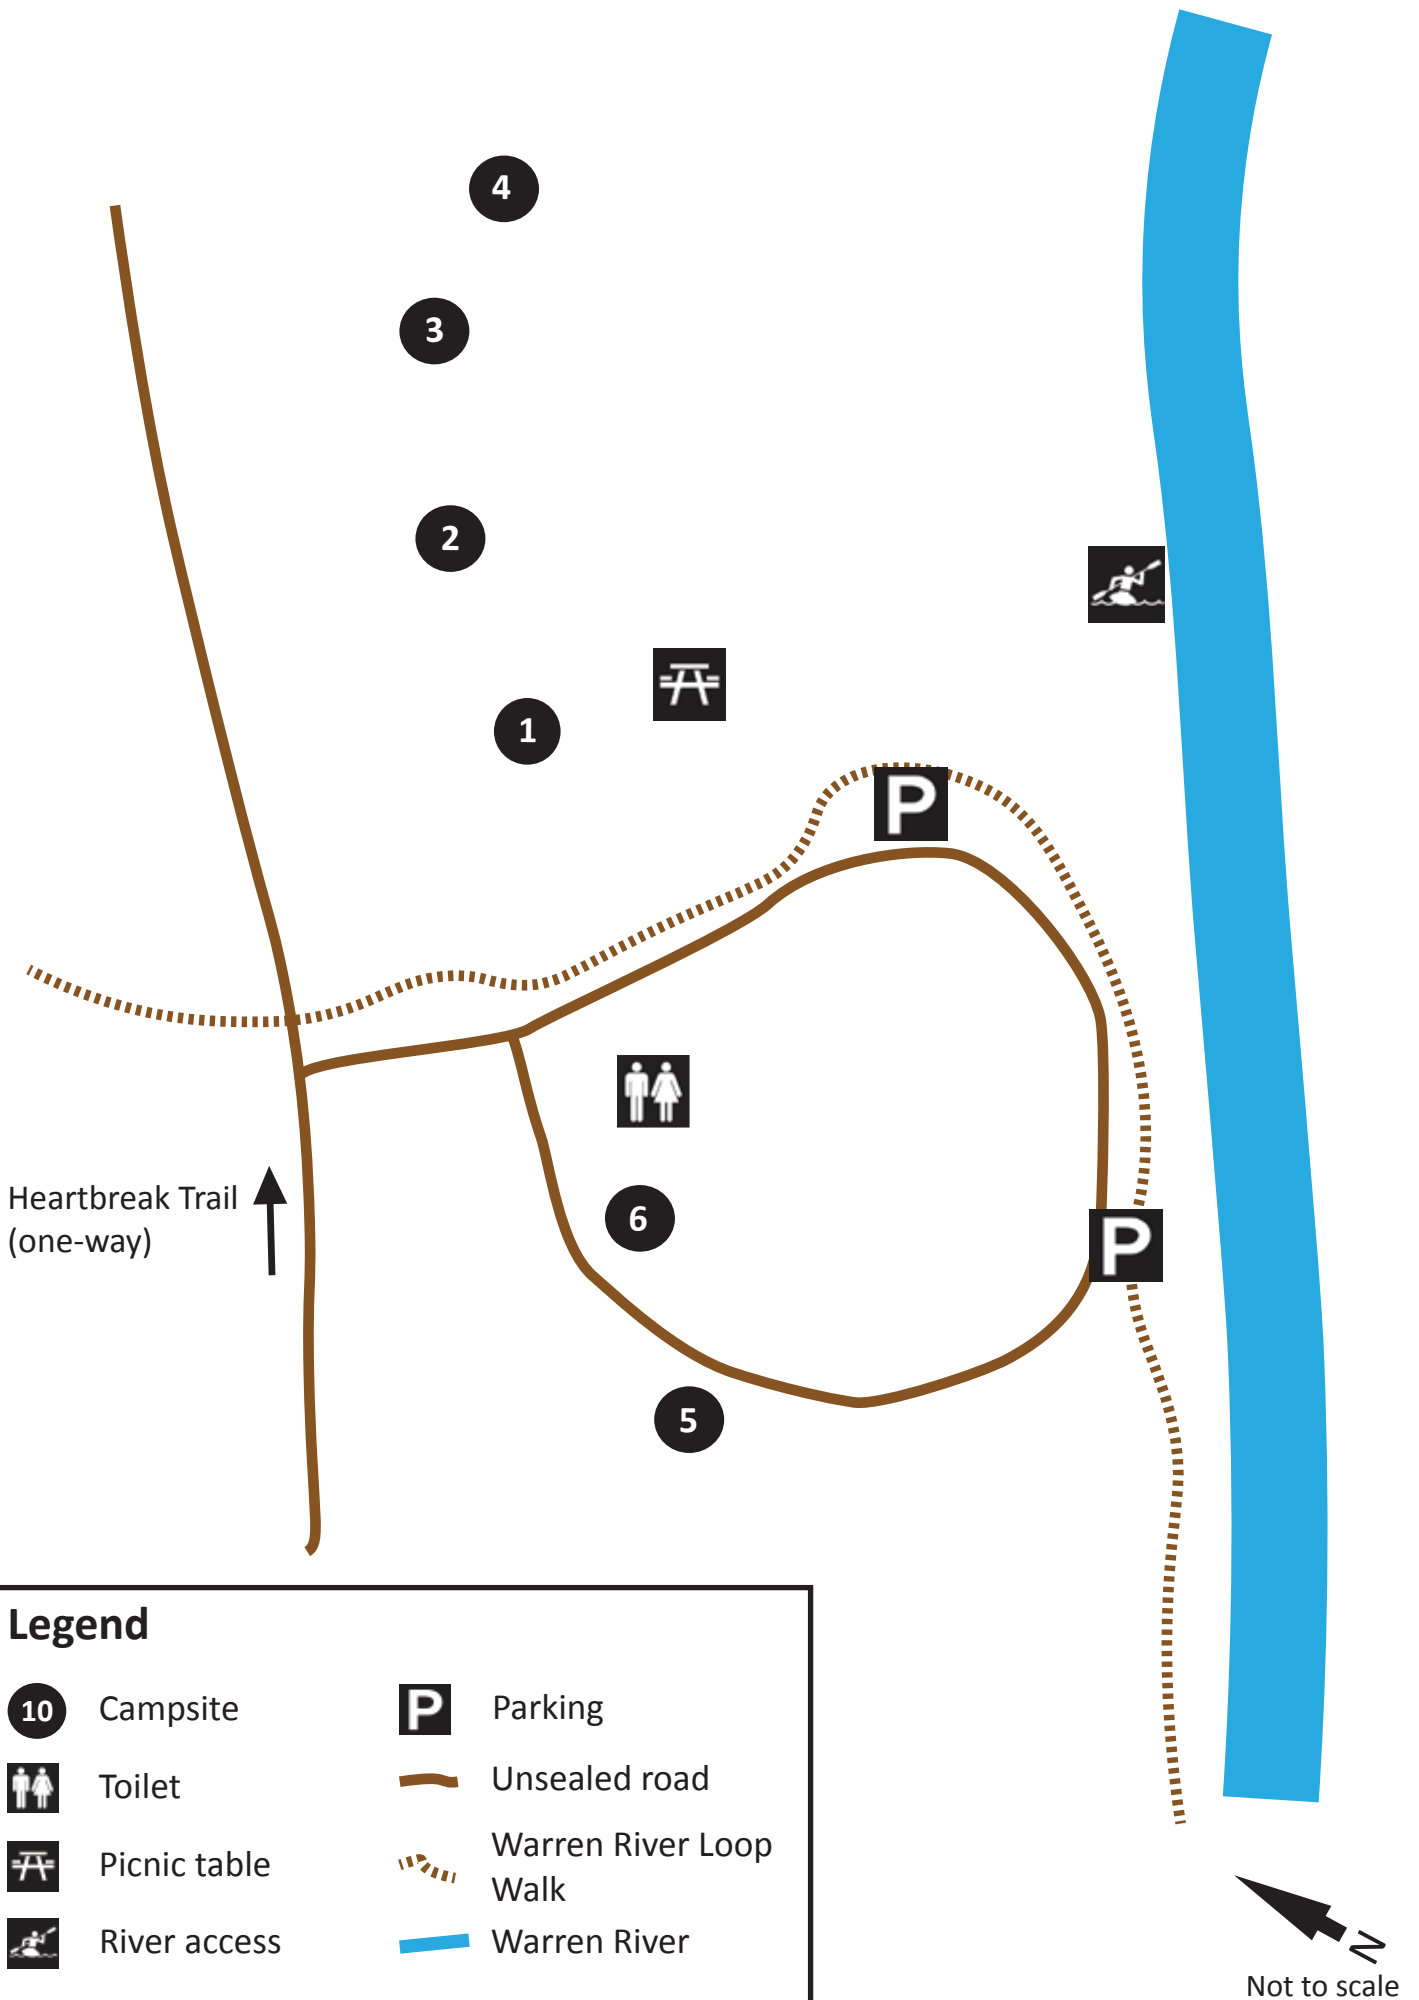 4
3
2
1
P
Heartbreak Trail
(one-way)
6
P
5
Legend
10 Campsite
P Parking
Toilet
Unsealed road
Picnic table
Warren River Loop
Walk
River access
Warren River
N
Not to scale